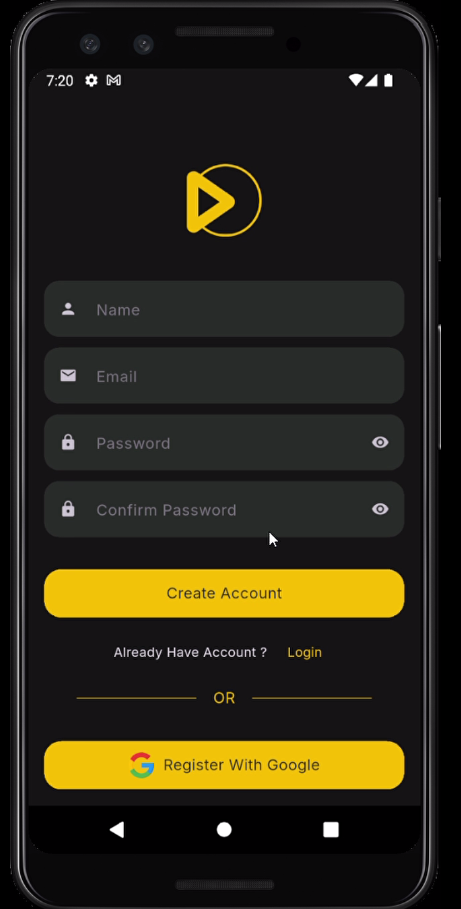 7:20
Name
Email
Password
Confirm Password
Create Account
Already Have Account ? Login
OR
Register With Google